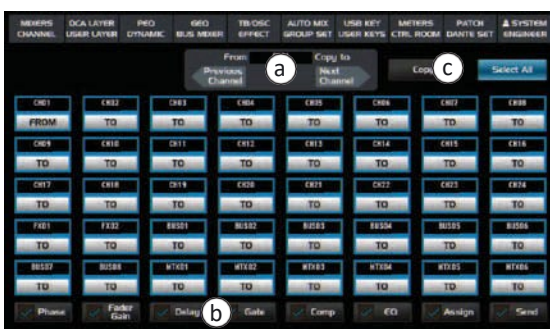 MIXERS DCA LAYER PEQ GEQ TB/OSC AUTO MIX USB KEY METERS PATCH SYSTEM
CHANNEL USER LAYER DYNAMIC BUS MIXER EFFECT GROUP SET USER KEYS CTRL ROOM DANTE SET ENGINEER
From a Copy to
Previous Next Copy c Select All
Channel Channel
CH01 CH02 CH03 CH04 CH05 CH06 CH07 CH08
FROM TO TO TO TO TO TO TO
CH09 CH10 CH11 CH12 CH13 CH14 CH15 CH16
TO TO TO TO TO TO TO TO
CH17 CH18 CH19 CH20 CH21 CH22 CH23 CH24
TO TO TO TO TO TO TO TO
FX01 FX02 BUS01 BUS02 BUS03 BUS04 BUS05 BUS06
TO TO TO TO TO TO TO TO
BUS07 BUS08 MTX01 MTX02 MTX03 MTX04 MTX05 MTX06
TO TO TO TO TO TO TO TO
Phase Fader Gain Delay b Gate Comp EQ Assign Send